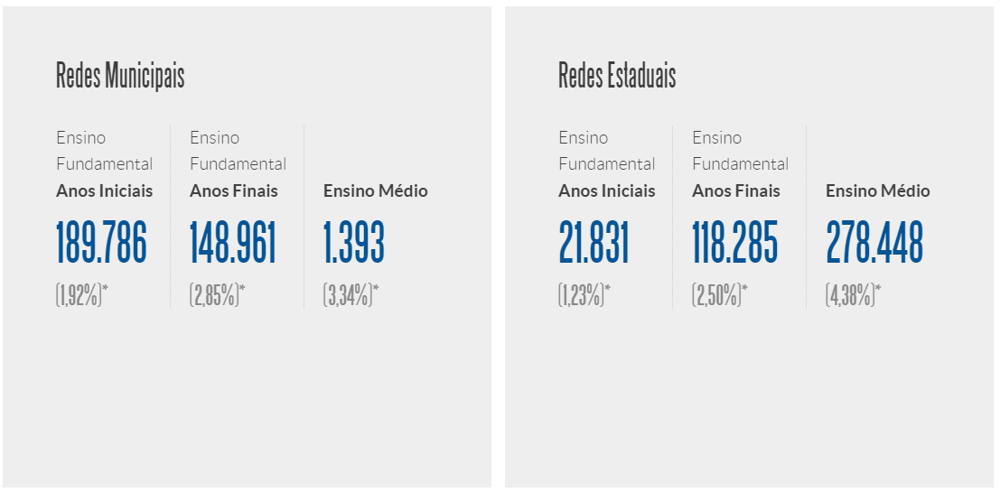 Redes Municipais
Ensino
Fundamental
Anos Iniciais
189.786
(1,92%)*
Ensino
Fundamental
Anos Finais
148.961
(2,85%)*
Ensino Médio
1.393
(3,34%)*
Redes Estaduais
Ensino
Fundamental
Anos Iniciais
21.831
(1,23%)*
Ensino
Fundamental
Anos Finais
118.285
(2,50%)*
Ensino Médio
278.448
(4,38%)*